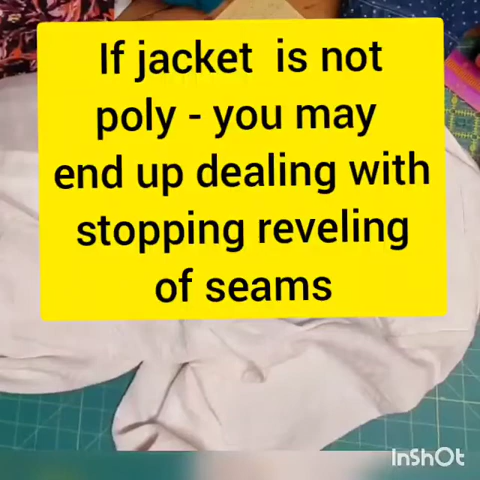 If jacket is not
poly - you may
end up dealing with
stopping reveling
of seams
InShOt